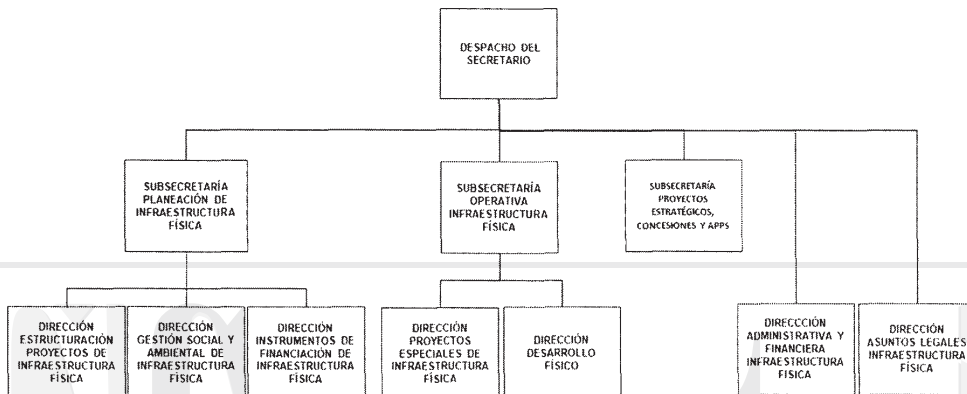 DESPACHO DEL
SECRETARIO
SUBSECRETARÍA
PLANEACIÓN DE
INFRAESTRUCTURA
FÍSICA
SUBSECRETARÍA
OPERATIVA
INFRAESTRUCTURA
FÍSICA
SUBSECRETARÍA
PROYECTOS
ESTRATÉGICOS,
CONCESIONES Y APPS
DIRECCIÓN
ESTRUCTURACIÓN
PROYECTOS DE
INFRAESTRUCTURA
FÍSICA
DIRECCIÓN
GESTIÓN SOCIAL Y
AMBIENTAL DE
INFRAESTRUCTURA
FÍSICA
DIRECCIÓN
INSTRUMENTOS DE
FINANCIACIÓN DE
INFRAESTRUCTURA
FÍSICA
DIRECCIÓN
PROYECTOS
ESPECIALES DE
INFRAESTRUCTURA
FÍSICA
DIRECCIÓN
DESARROLLO
FÍSICO
DIRECCCIÓN
ADMINISTRATIVA Y
FINANCIERA
INFRAESTRUCTURA
FÍSICA
DIRECCIÓN
ASUNTOS LEGALES
INFRAESTRUCTURA
FÍSICA